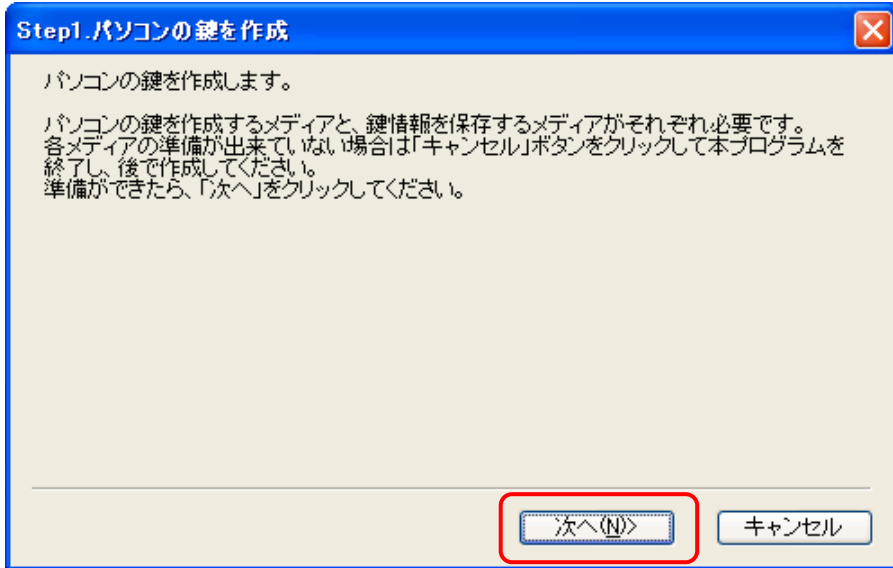 Step1.パソコンの鍵を作成
パソコンの鍵を作成します。
パソコンの鍵を作成するメディアと、鍵情報を保存するメディアがそれぞれ必要です。
各メディアの準備が出来ていない場合は「キャンセル」ボタンをクリックして本プログラムを
終了し、後で作成してください。
準備ができたら、「次へ」をクリックしてください。
次へ(N)>
キャンセル